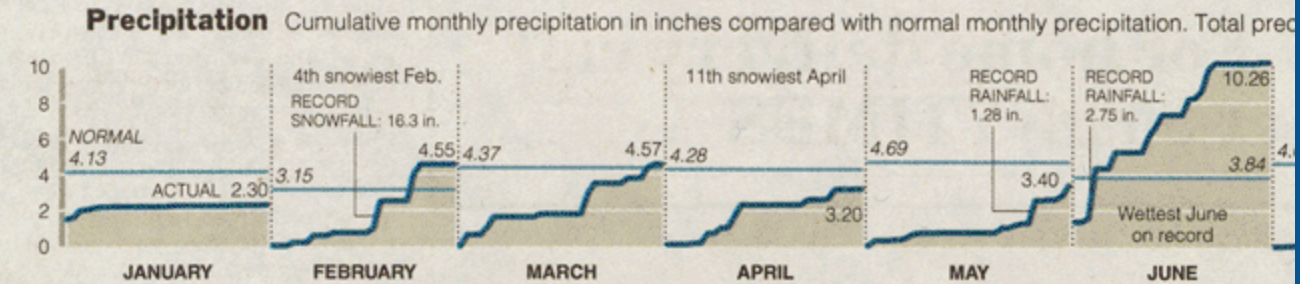 Precipitation Cumulative monthly precipitation in inches compared with normal monthly precipitation. Total prec
10
8
6
4
2
0
NORMAL
4.13
ACTUAL 2.30
JANUARY
4th snowiest Feb.
RECORD
SNOWFALL: 16.3 in.
3.15
4.55
FEBRUARY
4.37
4.57
MARCH
11th snowiest April
4.28
3.20
APRIL
RECORD
RAINFALL:
1.28 in.
4.69
3.40
MAY
RECORD
RAINFALL:
2.75 in.
10.26
3.84
Wettest June
on record
JUNE